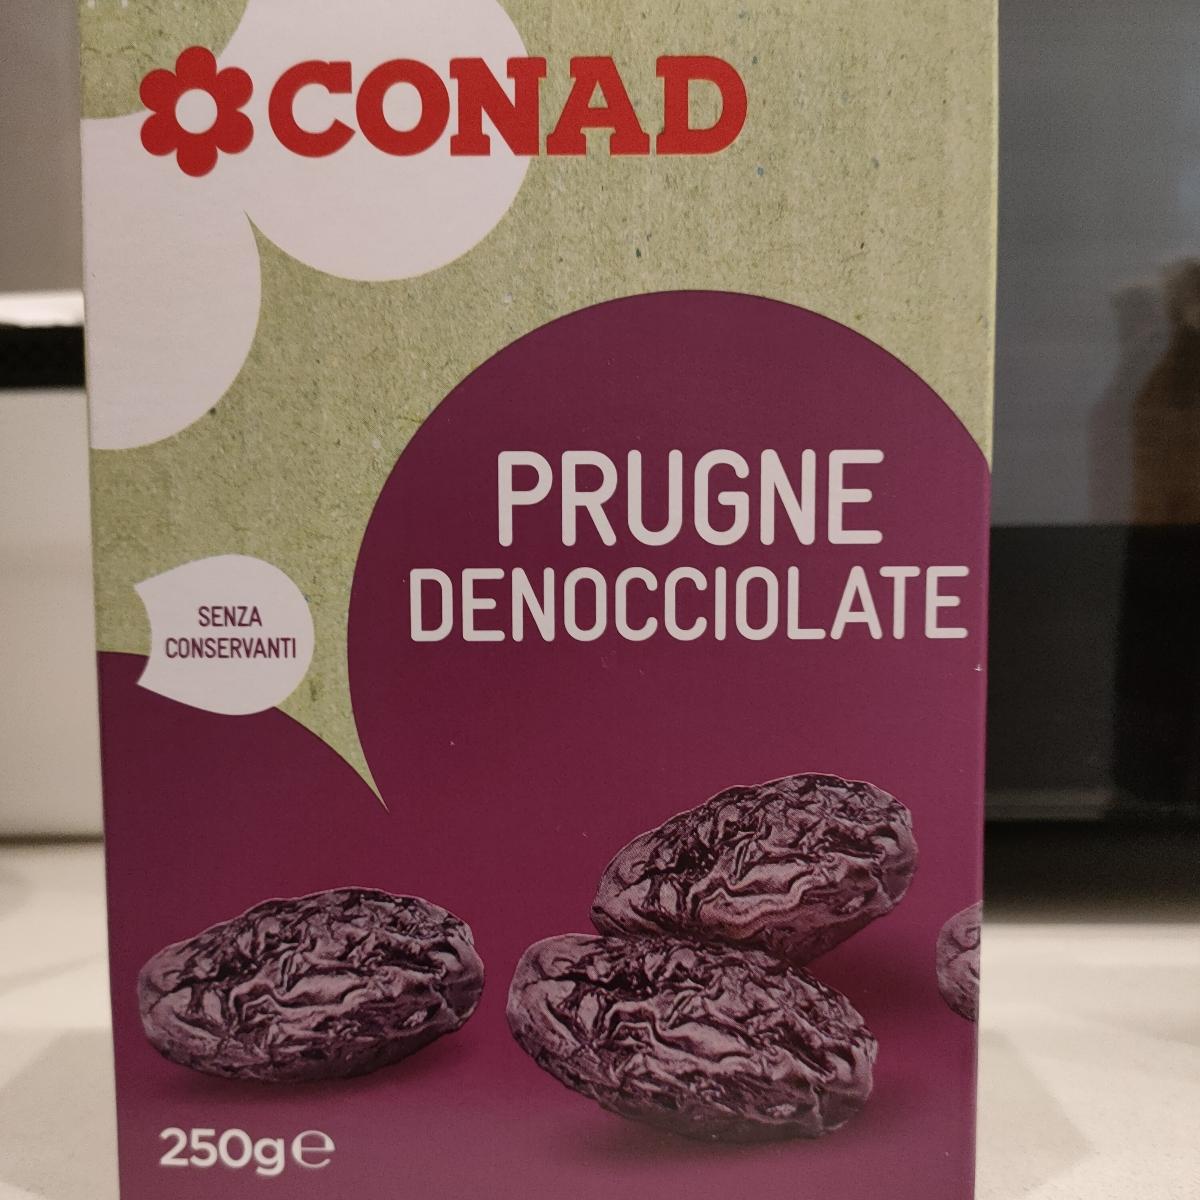 CONAD
PRUGNE
DENOCCIOLATE
SENZA
CONSERVANTI
250g℮